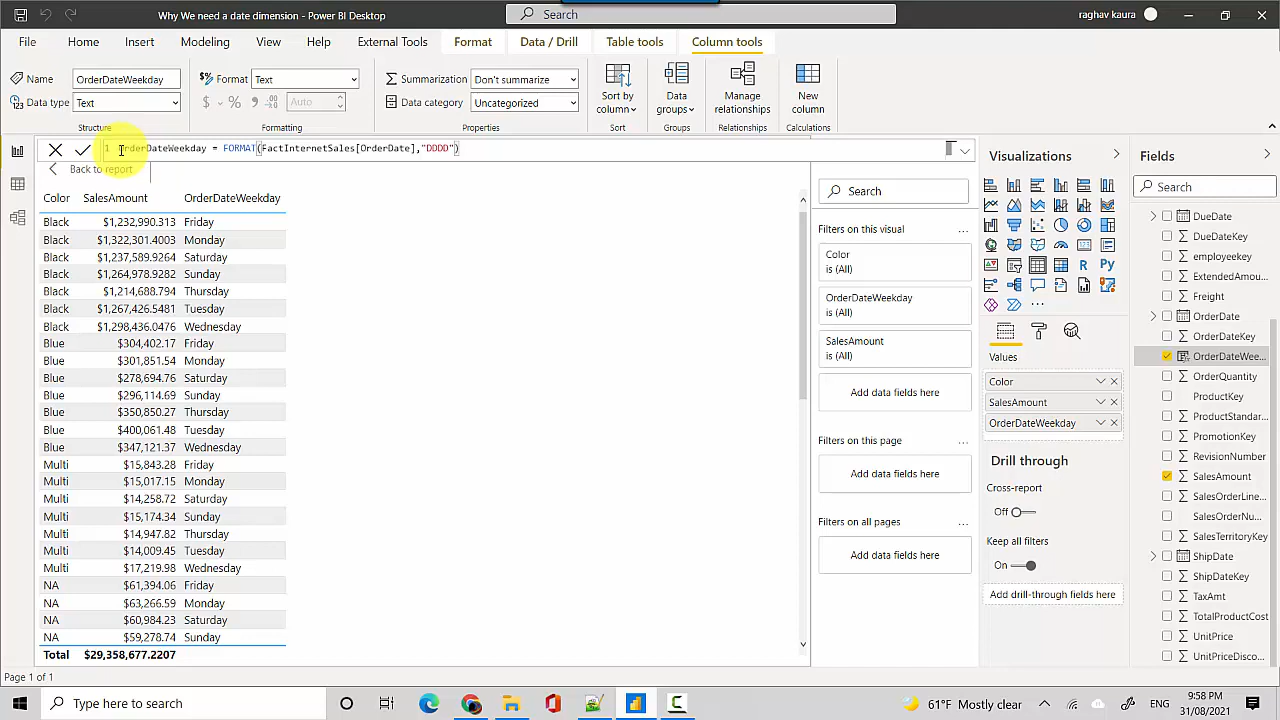 Why We need a date dimension - Power BI Desktop
Search
raghav kaura
File
Home
Insert
Modeling
View
Help
External Tools
Format
Data / Drill
Table tools
Column tools
Name
OrderDateWeekday
Data type
Text
Structure
Format
Text
$
%
Auto
Formatting
Summarization
Don't summarize
Data category
Uncategorized
Properties
Sort by
column
Sort
Data
groups
Groups
Manage
relationships
Relationships
New
column
Calculations
1 OrderDateWeekday = FORMAT(FactInternetSales[OrderDate],"DDDD")
Back to report
Color SalesAmount OrderDateWeekday
Black $1,232,990.313 Friday
Black $1,322,301.4003 Monday
Black $1,237,589.9264 Saturday
Black $1,264,978.9282 Sunday
Black $1,214,688.794 Thursday
Black $1,267,426.5481 Tuesday
Black $1,298,436.0476 Wednesday
Blue $304,402.17 Friday
Blue $301,851.54 Monday
Blue $278,694.76 Saturday
Blue $296,114.69 Sunday
Blue $350,850.27 Thursday
Blue $400,061.48 Tuesday
Blue $347,121.37 Wednesday
Multi $15,843.28 Friday
Multi $15,017.15 Monday
Multi $14,258.72 Saturday
Multi $15,174.34 Sunday
Multi $14,947.82 Thursday
Multi $14,009.45 Tuesday
Multi $17,219.98 Wednesday
NA $61,394.06 Friday
NA $63,266.59 Monday
NA $60,984.23 Saturday
NA $59,278.74 Sunday
Total $29,358,677.2207
Search
Filters on this visual
...
Color
is (All)
OrderDateWeekday
is (All)
SalesAmount
is (All)
Add data fields here
Filters on this page
...
Add data fields here
Filters on all pages
...
Add data fields here
Visualizations
R
Py
...
Values
Color
SalesAmount
OrderDateWeekday
Drill through
Cross-report
Off
Keep all filters
On
Add drill-through fields here
Fields
Search
DueDate
DueDateKey
employeekey
ExtendedAmou...
Freight
OrderDate
OrderDateKey
OrderDateWee...
OrderQuantity
ProductKey
ProductStandar...
PromotionKey
RevisionNumber
SalesAmount
SalesOrderLine...
SalesOrderNu...
SalesTerritoryKey
ShipDate
ShipDateKey
TaxAmt
TotalProductCost
UnitPrice
UnitPriceDisco...
Page 1 of 1
Type here to search
61°F Mostly clear
ENG
9:58 PM
31/08/2021